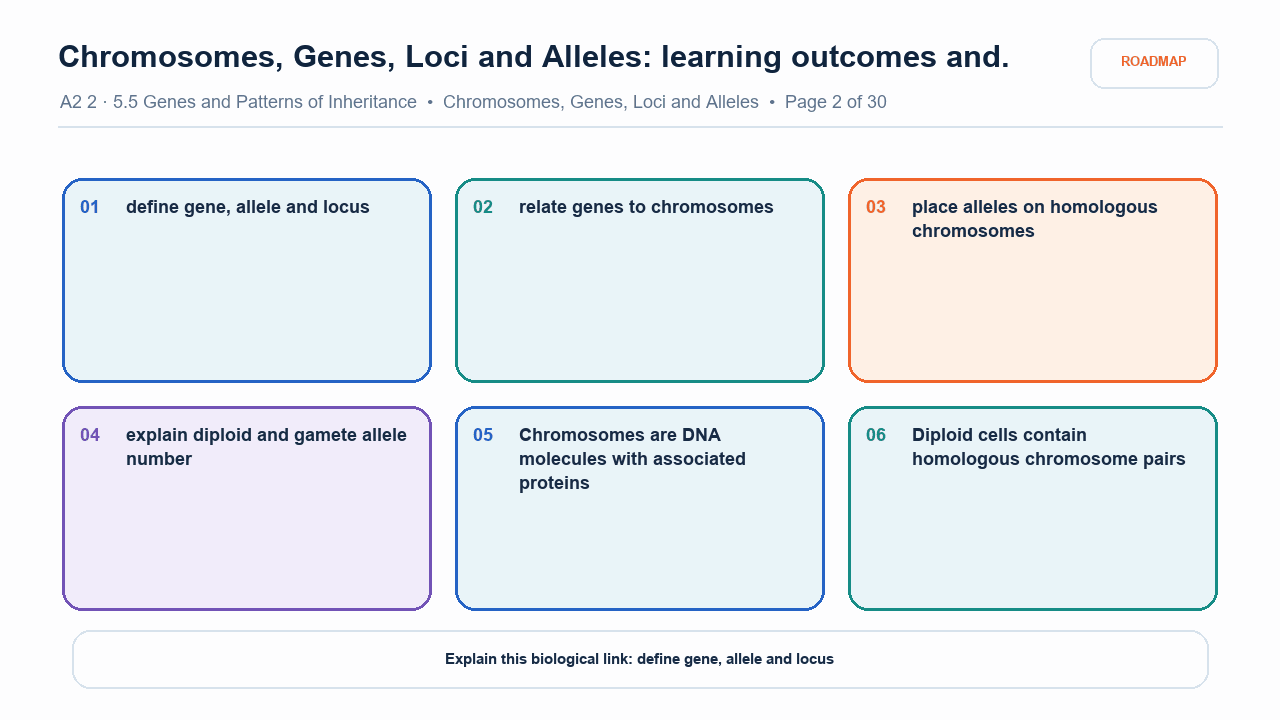 Chromosomes, Genes, Loci and Alleles: learning outcomes and.
ROADMAP
A2 2 · 5.5 Genes and Patterns of Inheritance • Chromosomes, Genes, Loci and Alleles • Page 2 of 30
01 define gene, allele and locus
02 relate genes to chromosomes
03 place alleles on homologous
chromosomes
04 explain diploid and gamete allele
number
05 Chromosomes are DNA
molecules with associated
proteins
06 Diploid cells contain
homologous chromosome pairs
Explain this biological link: define gene, allele and locus